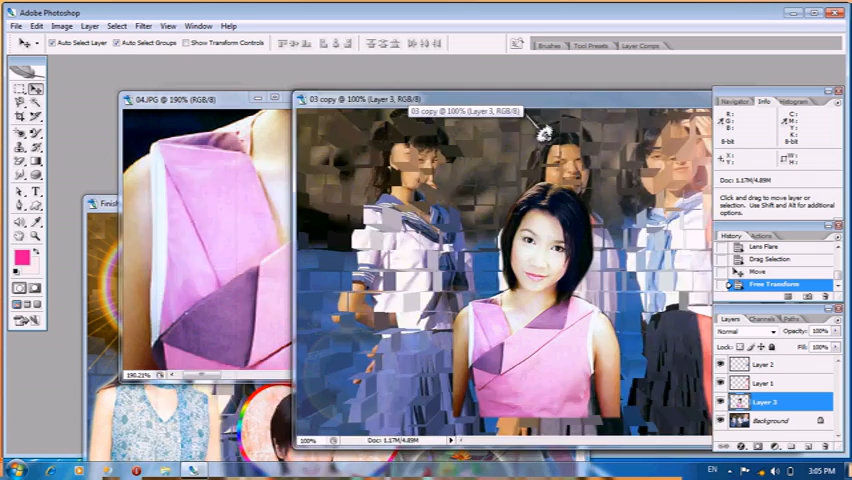 Adobe Photoshop
File Edit Image Layer Select Filter View Window Help
Auto Select Layer Auto Select Groups Show Transform Controls
Brushes Tool Presets Layer Comps
04.JPG @ 190% (RGB/8)
03 copy @ 100% (Layer 3, RGB/8)
03 copy @ 100% (Layer 3, RGB/8)
Navigator Info Histogram
R: C:
G: M:
B: Y:
K:
8-bit 8-bit
X: W:
Y: H:
Doc: 1.17M/4.89M
Click and drag to move layer or
selection. Use Shift and Alt for additional
options.
Finish
History Actions
Lens Flare
Drag Selection
Move
Free Transform
Layers Channels Paths
Normal Opacity: 100%
Lock: Fill: 100%
Layer 2
Layer 1
Layer 3
Background
190.21%
100% Doc: 1.17M/4.89M
EN 3:05 PM